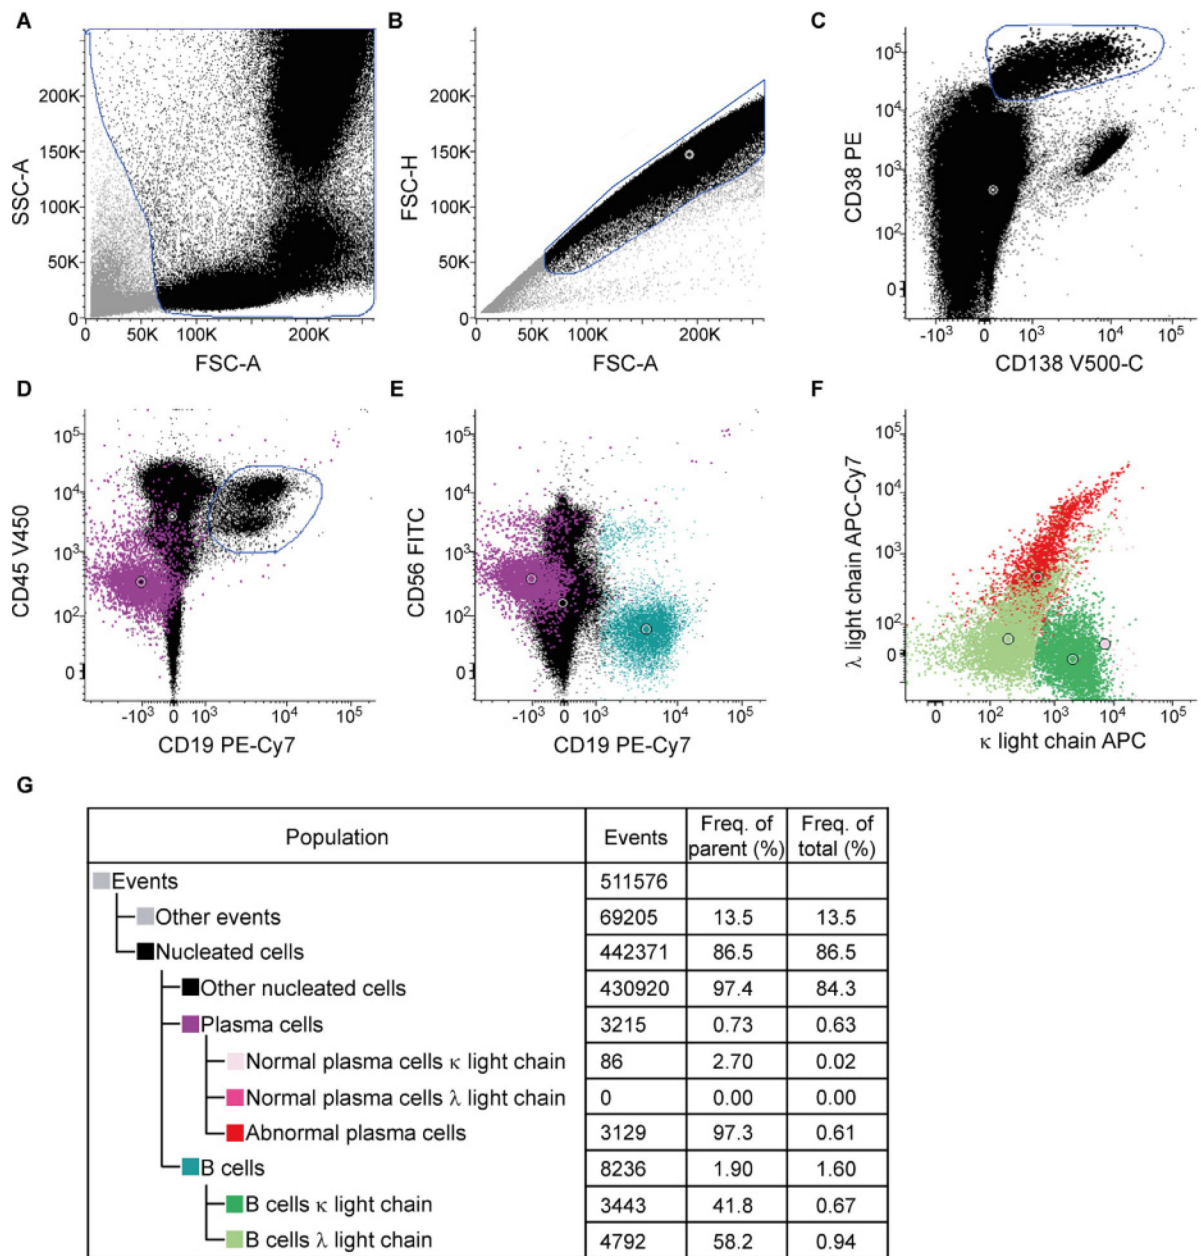 A
SSC-A
200K
150K
100K
50K
0
0 50K 100K 200K
FSC-A
B
FSC-H
200K
150K
100K
50K
0
0 50K 100K 200K
FSC-A
C
CD38 PE
10⁵
10⁴
10³
10²
0
-10³ 0 10³ 10⁴ 10⁵
CD138 V500-C
D
CD45 V450
10⁵
10⁴
10³
10²
0
-10³ 0 10³ 10⁴ 10⁵
CD19 PE-Cy7
E
CD56 FITC
10⁵
10⁴
10³
10²
0
-10³ 0 10³ 10⁴ 10⁵
CD19 PE-Cy7
F
λ light chain APC-Cy7
10⁵
10⁴
10³
10²
0
0 10² 10³ 10⁴ 10⁵
κ light chain APC
G
Population Events Freq. of parent (%) Freq. of total (%)
Events 511576
Other events 69205 13.5 13.5
Nucleated cells 442371 86.5 86.5
Other nucleated cells 430920 97.4 84.3
Plasma cells 3215 0.73 0.63
Normal plasma cells κ light chain 86 2.70 0.02
Normal plasma cells λ light chain 0 0.00 0.00
Abnormal plasma cells 3129 97.3 0.61
B cells 8236 1.90 1.60
B cells κ light chain 3443 41.8 0.67
B cells λ light chain 4792 58.2 0.94